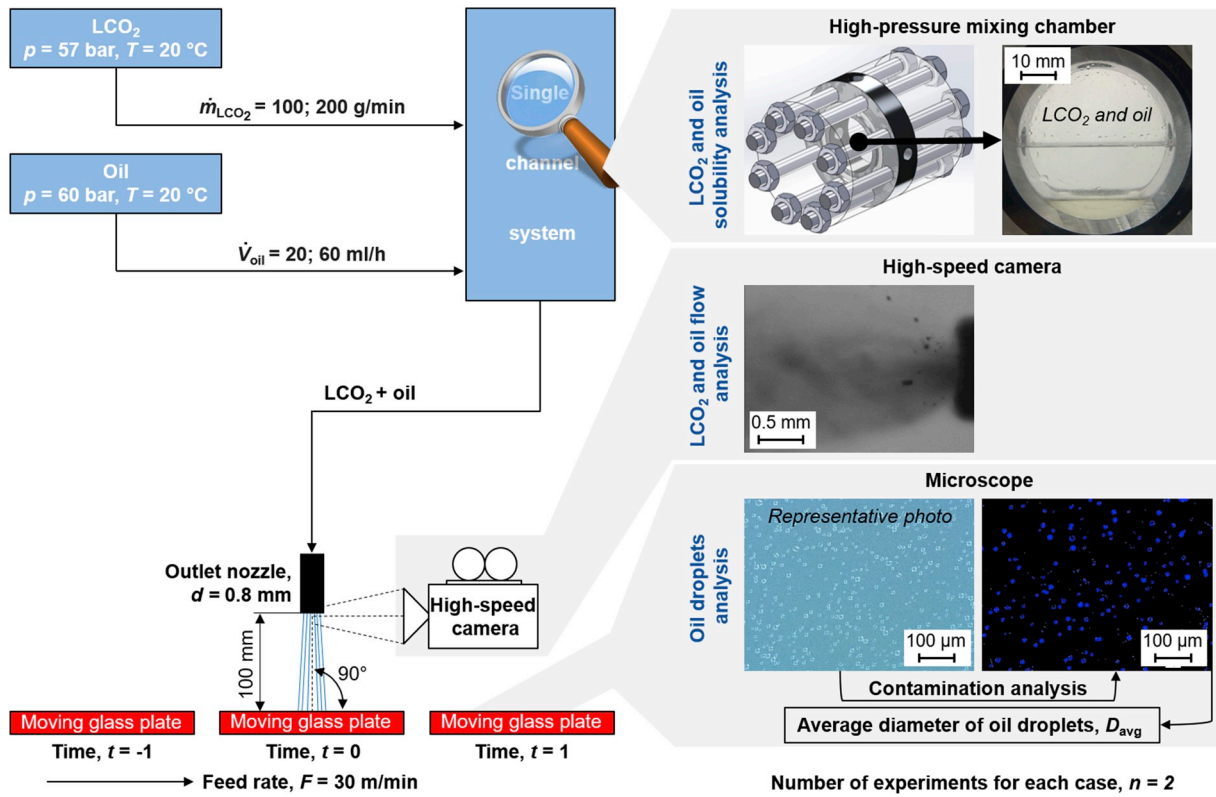 LCO₂
p = 57 bar, T = 20 °C
ṁLCO₂ = 100; 200 g/min
Oil
p = 60 bar, T = 20 °C
V̇oil = 20; 60 ml/h
Single
channel
system
LCO₂ + oil
Outlet nozzle,
d = 0.8 mm
100 mm
90°
High-speed
camera
Moving glass plate
Moving glass plate
Moving glass plate
Time, t = -1
Time, t = 0
Time, t = 1
Feed rate, F = 30 m/min
High-pressure mixing chamber
LCO₂ and oil
solubility analysis
10 mm
LCO₂ and oil
High-speed camera
LCO₂ and oil flow
analysis
0.5 mm
Microscope
Oil droplets
analysis
Representative photo
100 µm
100 µm
Contamination analysis
Average diameter of oil droplets, Davg
Number of experiments for each case, n = 2